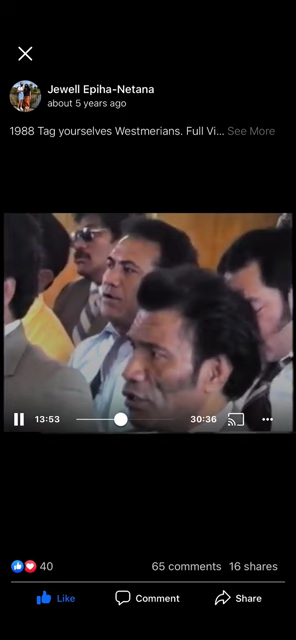 Jewell Epiha-Netana
about 5 years ago
1988 Tag yourselves Westmerians. Full Vi... See More
13:53
30:36
40
65 comments 16 shares
Like
Comment
Share